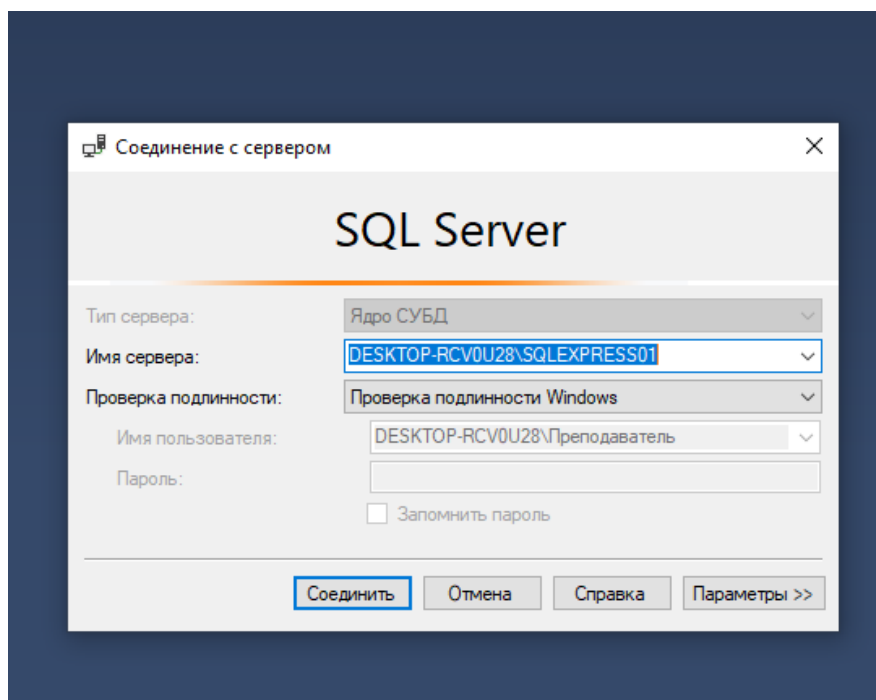 Соединение с сервером
SQL Server
Тип сервера: Ядро СУБД
Имя сервера: DESKTOP-RCV0U28\SQLEXPRESS01
Проверка подлинности: Проверка подлинности Windows
Имя пользователя: DESKTOP-RCV0U28\Преподаватель
Пароль:
Запомнить пароль
Соединить Отмена Справка Параметры >>